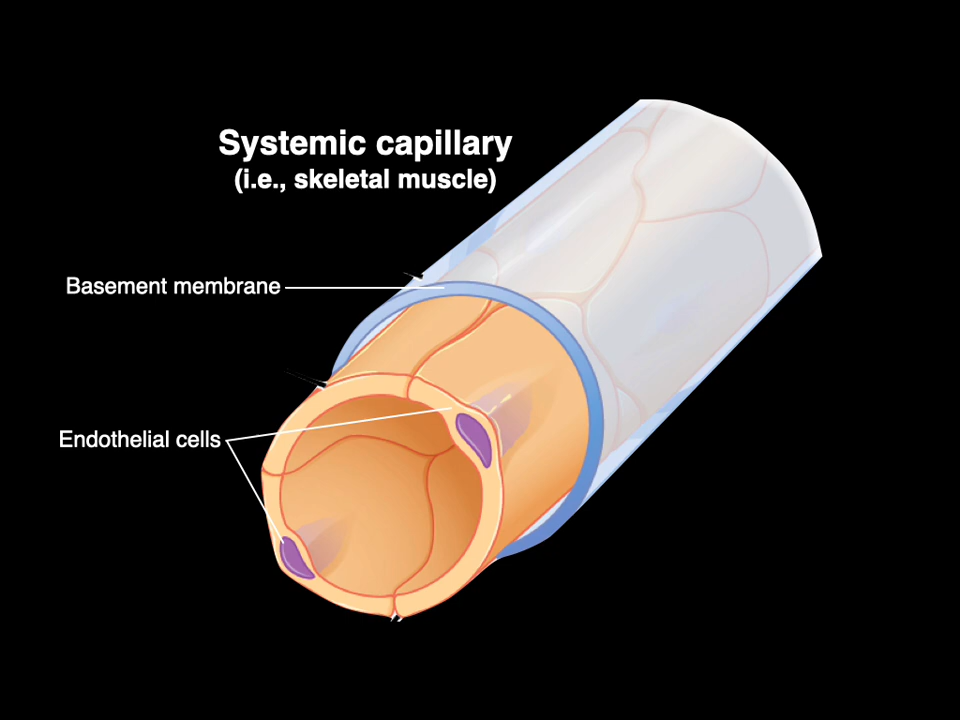 Systemic capillary
(i.e., skeletal muscle)
Basement membrane
Endothelial cells